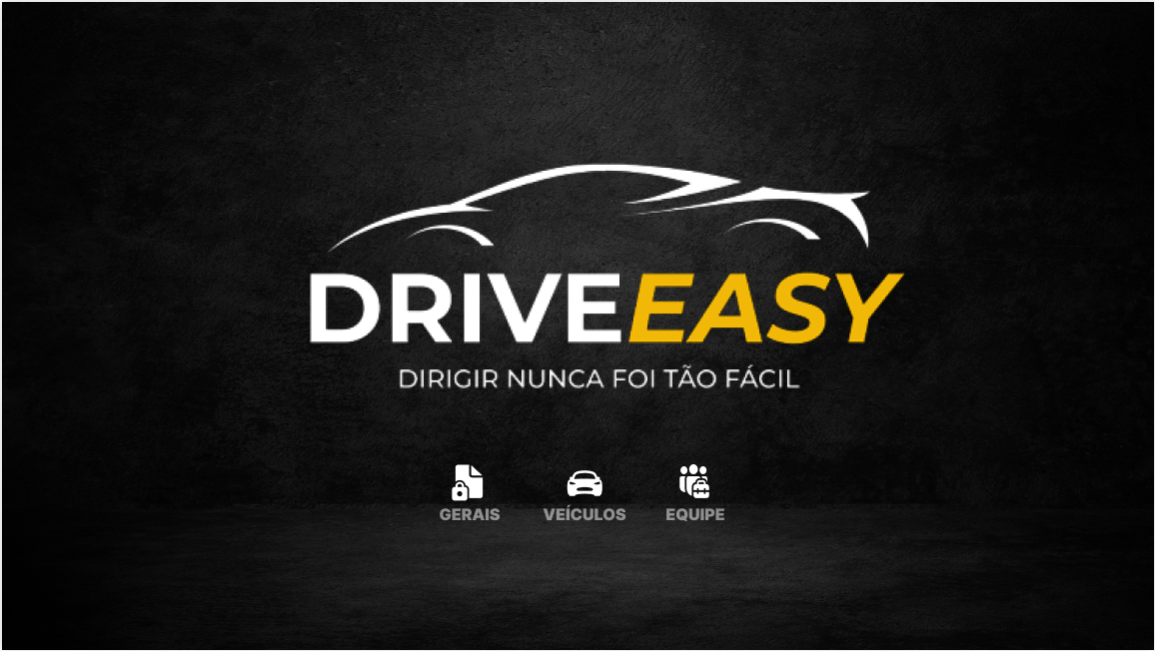 DRIVEEASY
DIRIGIR NUNCA FOI TÃO FÁCIL
GERAIS VEÍCULOS EQUIPE